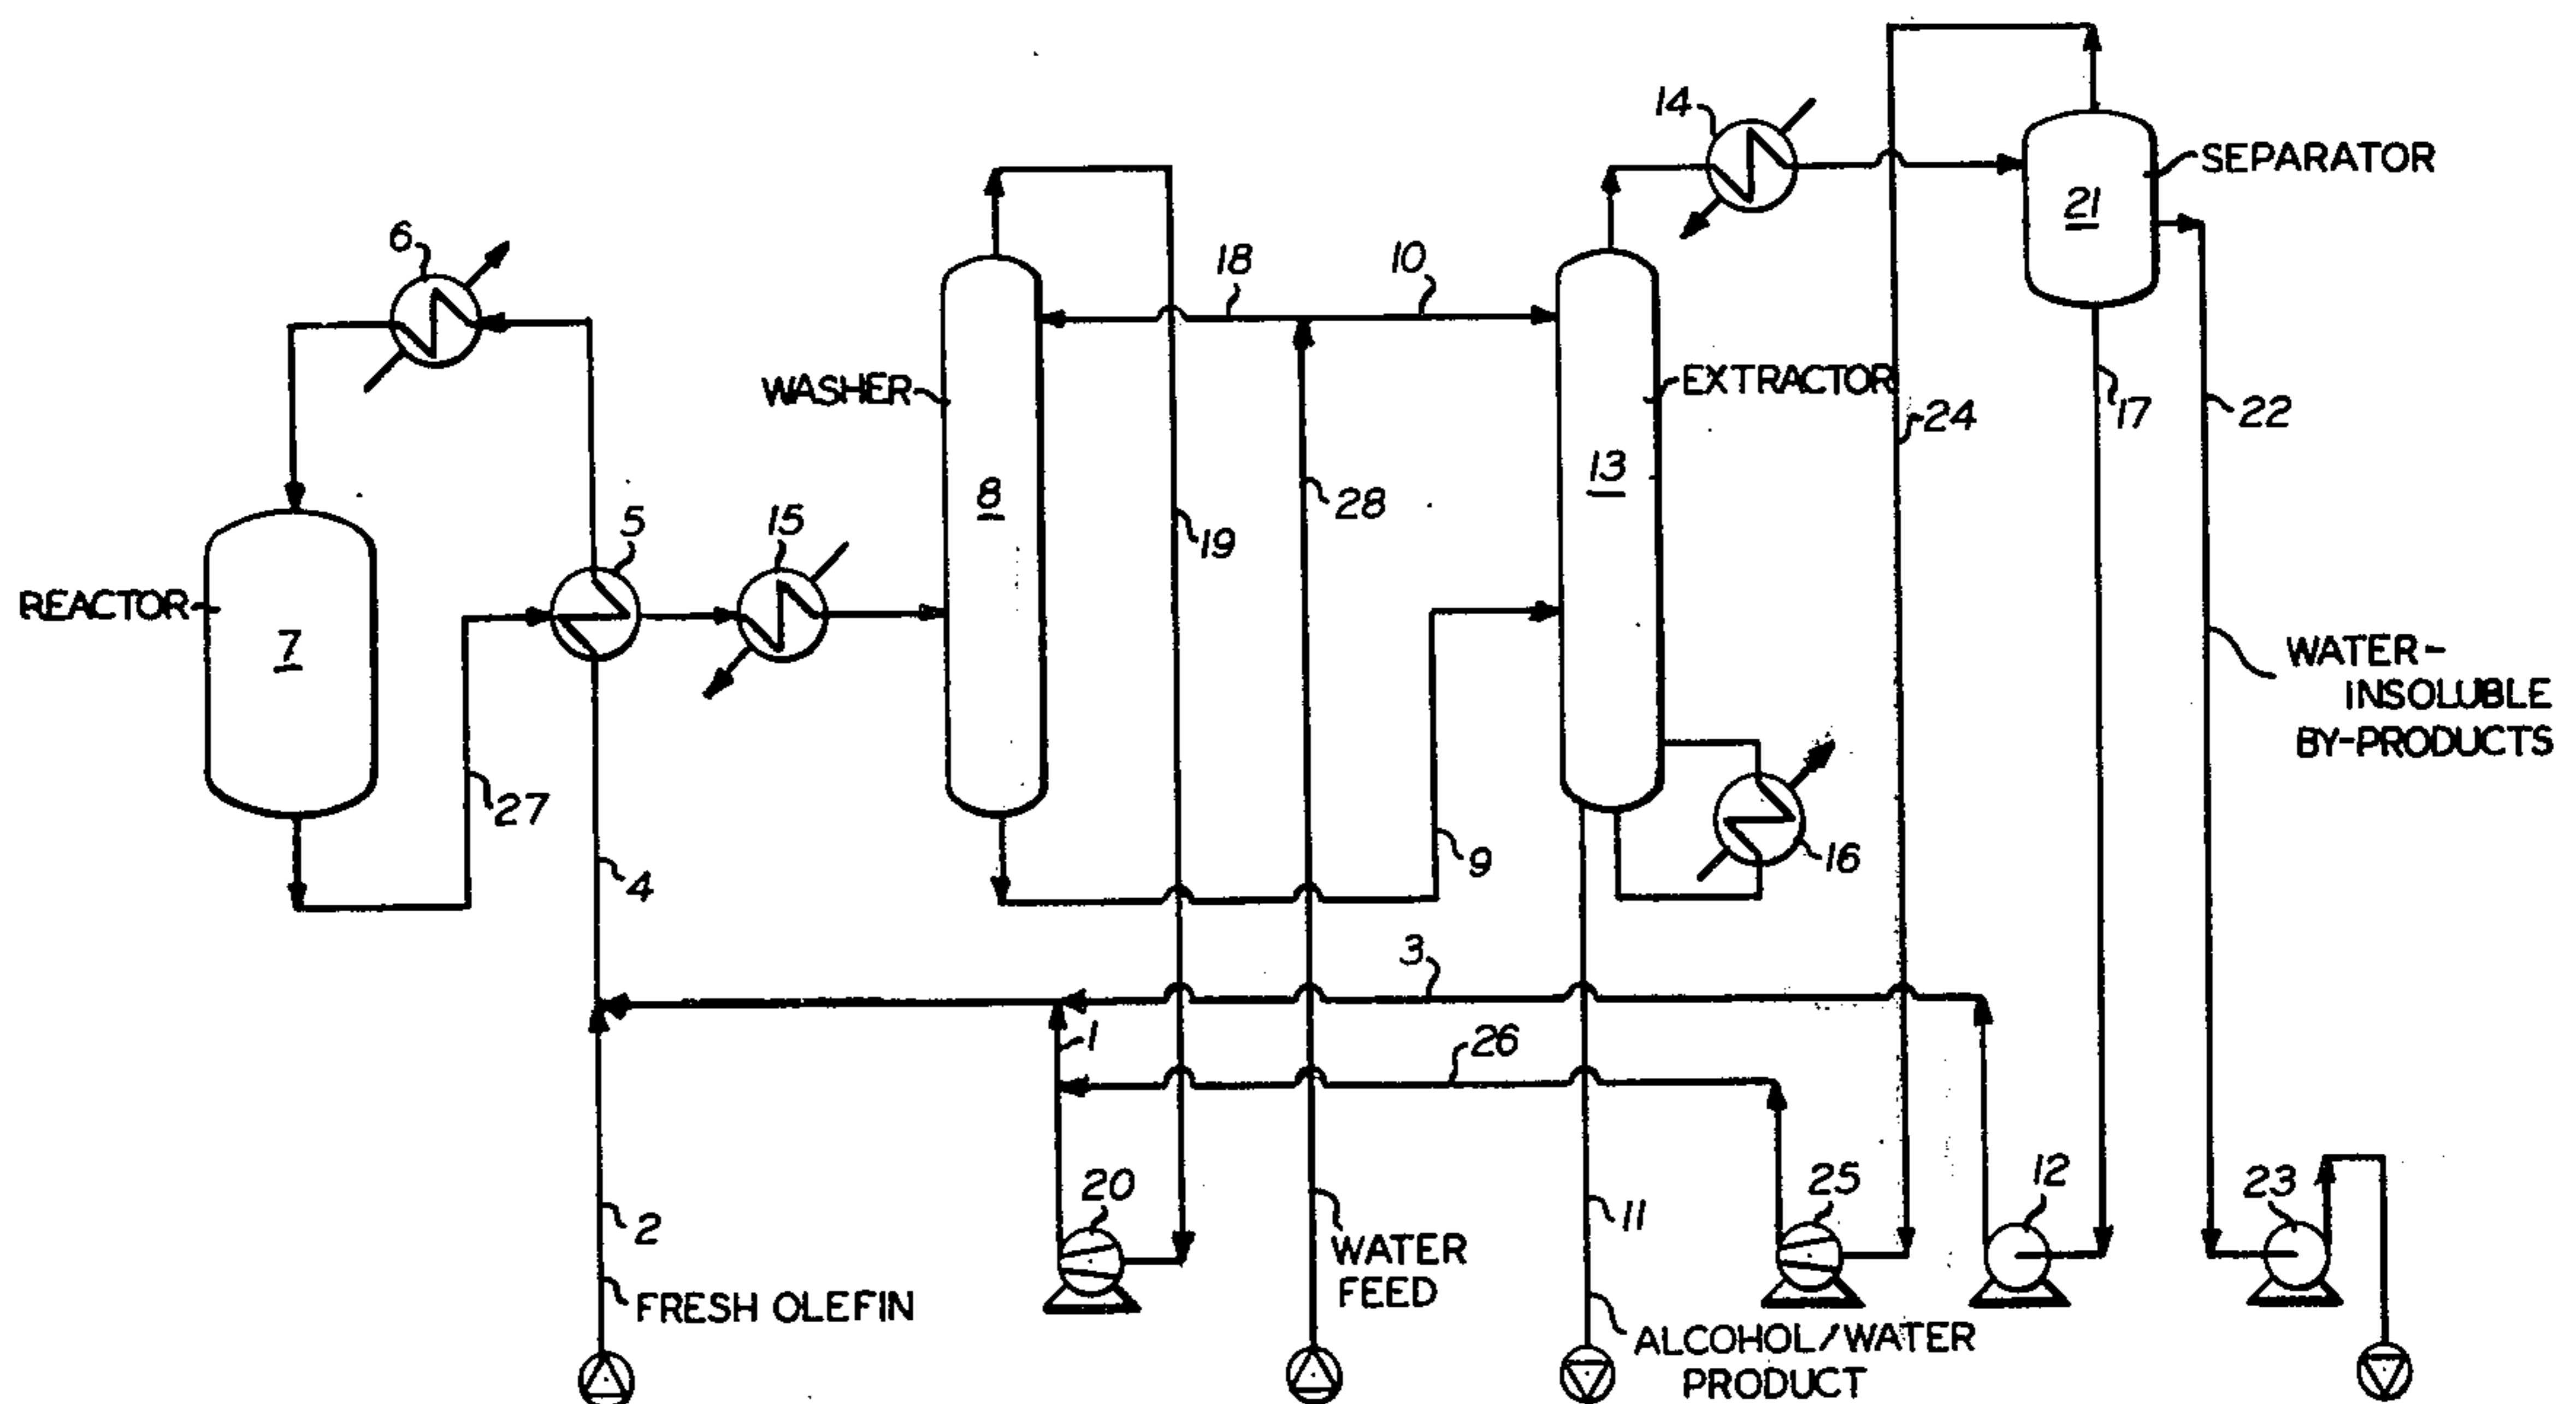 14
SEPARATOR
21
6
18
10
WASHER
EXTRACTOR
24
17
22
13
8
28
19
5
15
REACTOR
7
WATER-
INSOLUBLE
BY-PRODUCTS
27
4
9
16
3
1
26
2
20
WATER
FEED
11
25
12
23
FRESH OLEFIN
ALCOHOL/WATER
PRODUCT